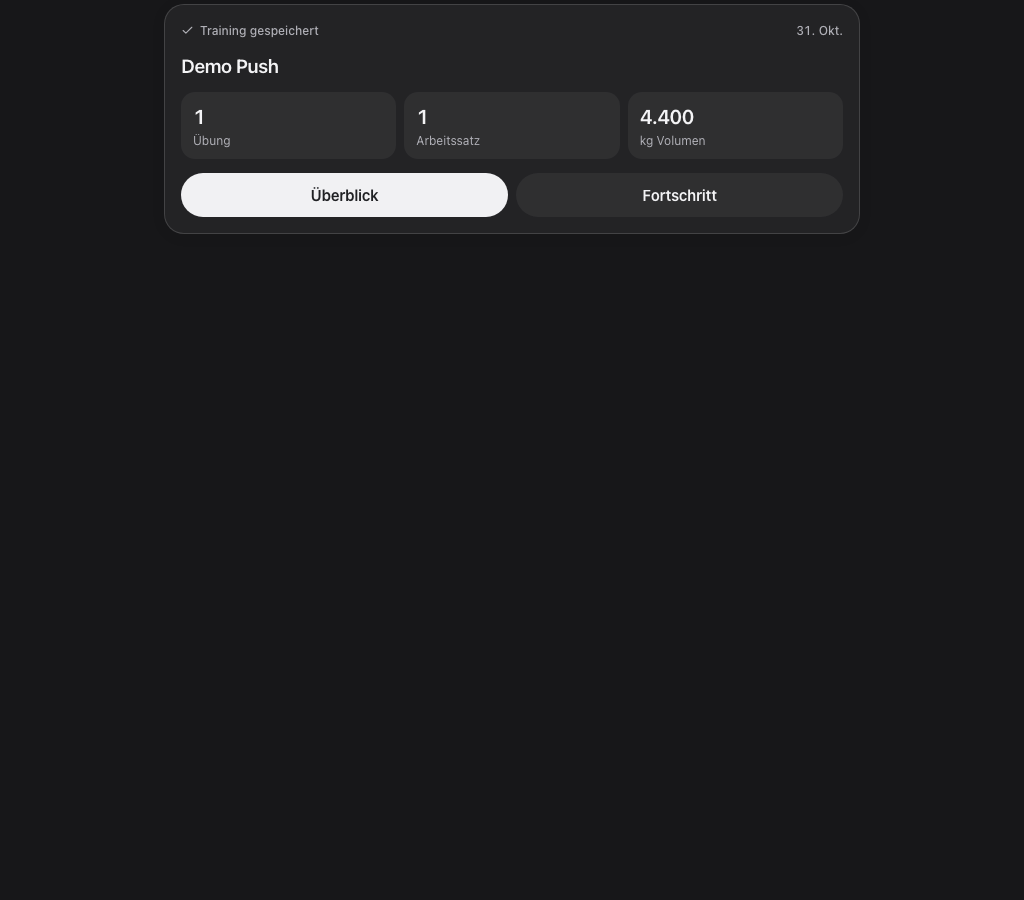 Training gespeichert
31. Okt.
Demo Push
1
Übung
1
Arbeitssatz
4.400
kg Volumen
Überblick
Fortschritt